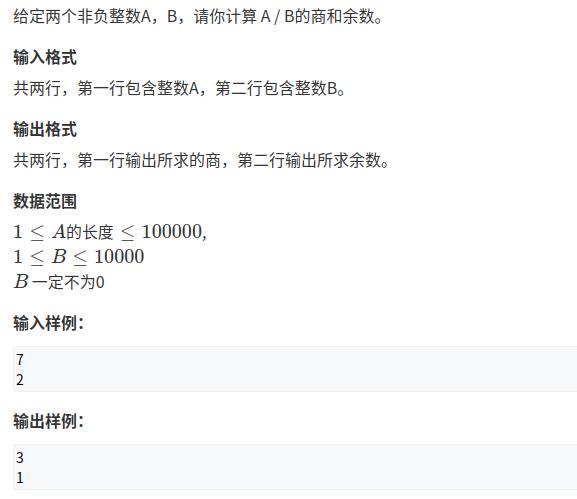 给定两个非负整数A，B，请你计算 A / B的商和余数。
输入格式
共两行，第一行包含整数A，第二行包含整数B。
输出格式
共两行，第一行输出所求的商，第二行输出所求余数。
数据范围
1 ≤ A的长度 ≤ 100000,
1 ≤ B ≤ 10000
B 一定不为0
输入样例：
7
2
输出样例：
3
1